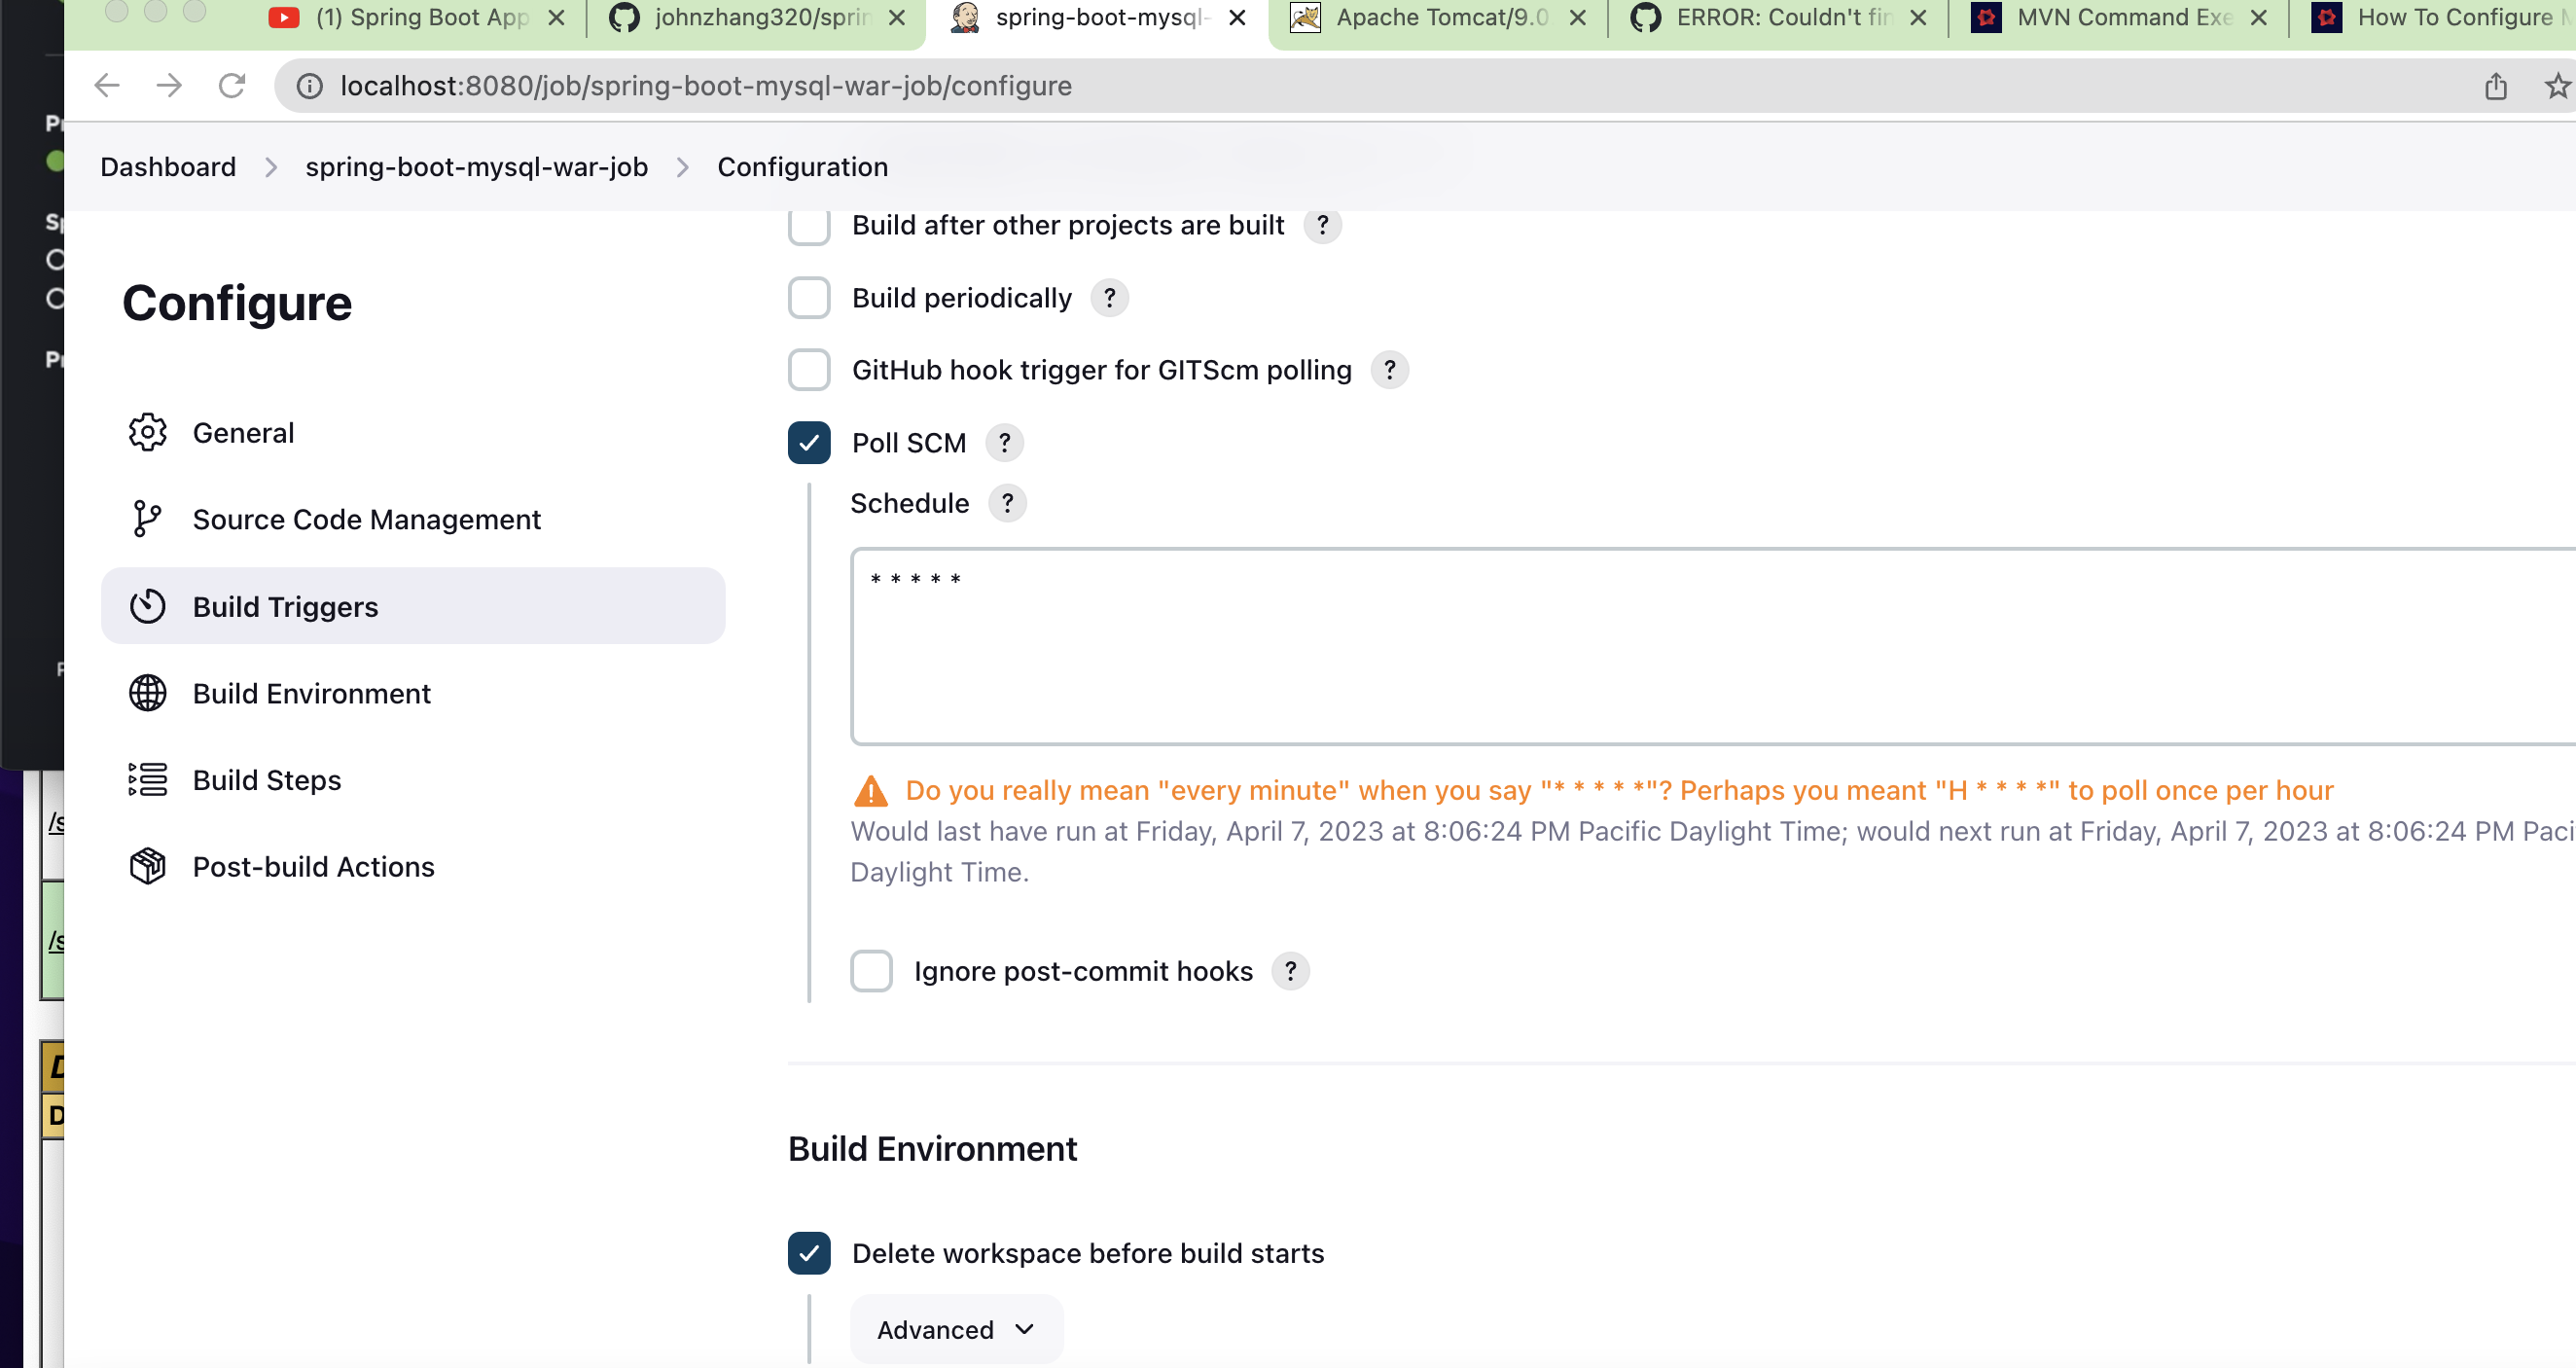 (1) Spring Boot App
johnzhang320/sprin
spring-boot-mysql-
Apache Tomcat/9.0
ERROR: Couldn't fin
MVN Command Exe
How To Configure
localhost:8080/job/spring-boot-mysql-war-job/configure
Dashboard > spring-boot-mysql-war-job > Configuration
Configure
General
Source Code Management
Build Triggers
Build Environment
Build Steps
Post-build Actions
Build after other projects are built ?
Build periodically ?
GitHub hook trigger for GITScm polling ?
Poll SCM ?
Schedule ?
* * * * *
Do you really mean "every minute" when you say "* * * * *"? Perhaps you meant "H * * * *" to poll once per hour
Would last have run at Friday, April 7, 2023 at 8:06:24 PM Pacific Daylight Time; would next run at Friday, April 7, 2023 at 8:06:24 PM Paci
Daylight Time.
Ignore post-commit hooks ?
Build Environment
Delete workspace before build starts
Advanced